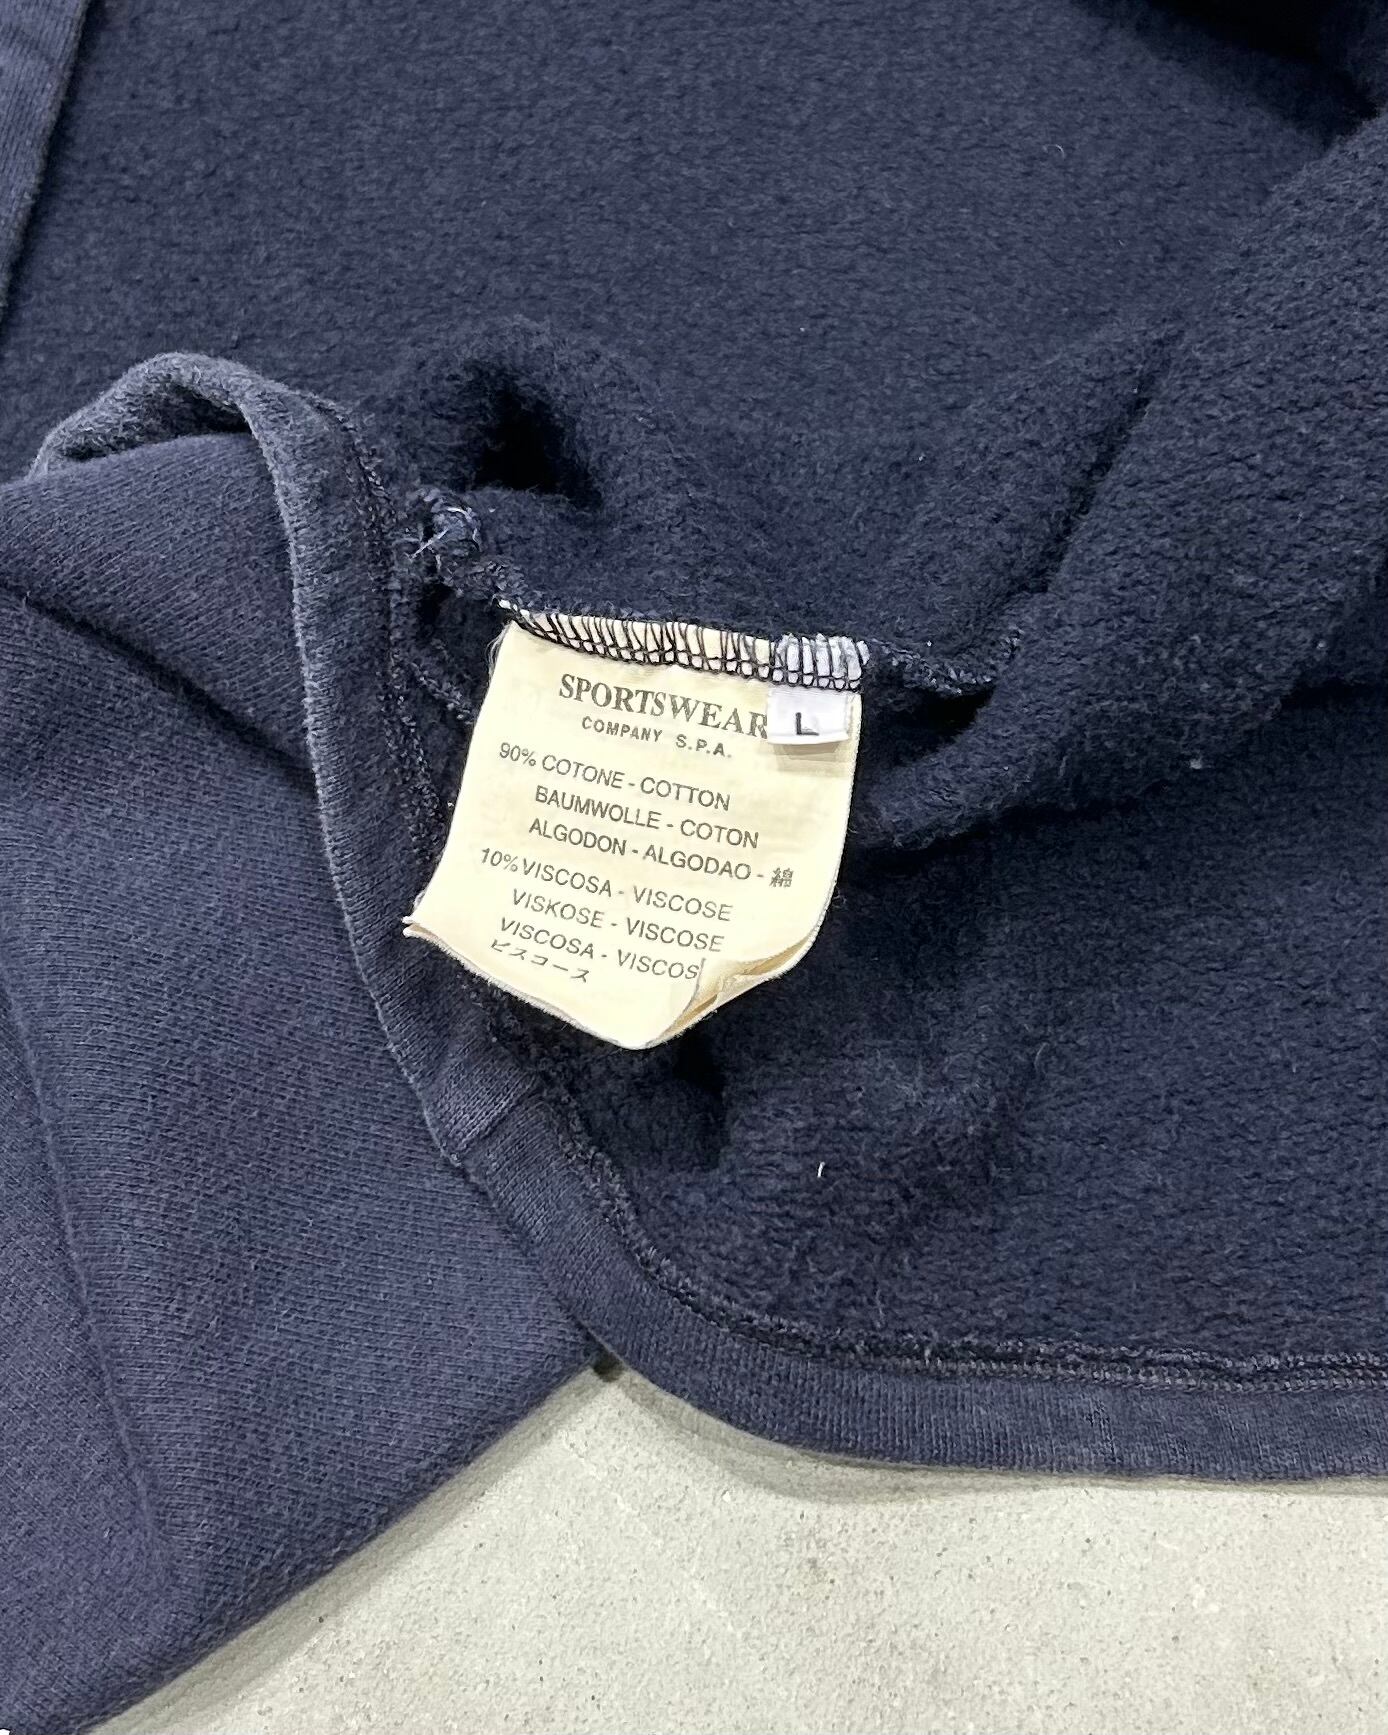 SPORTSWEAR
L
COMPANY S.P.A.
90% COTONE - COTTON
BAUMWOLLE - COTON
ALGODON - ALGODAO - 綿
10% VISCOSA - VISCOSE
VISKOSE - VISCOSE
VISCOSA - VISCOS
ビスコース